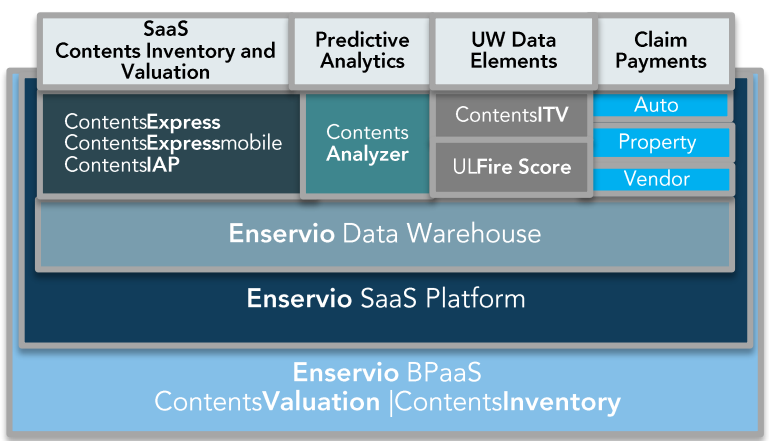 SaaS
Contents Inventory and
Valuation
Predictive
Analytics
UW Data
Elements
Claim
Payments
ContentsExpress
ContentsExpressmobile
ContentsIAP
Contents
Analyzer
ContentsITV
ULFire Score
Auto
Property
Vendor
Enservio Data Warehouse
Enservio SaaS Platform
Enservio BPaaS
ContentsValuation |ContentsInventory